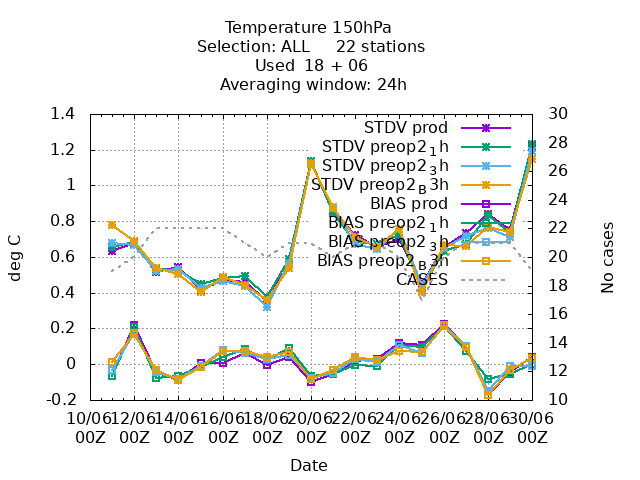 Temperature 150hPa
Selection: ALL 22 stations
Used 18 + 06
Averaging window: 24h
1.4
1.2
1
0.8
0.6
0.4
0.2
0
-0.2
deg C
30
28
26
24
22
20
18
16
14
12
10
No cases
STDV prod
STDV preop2₁h
STDV preop2₃h
STDV preop2_B3h
BIAS prod
BIAS preop2₁h
BIAS preop2₃h
BIAS preop2_B3h
CASES
10/06 12/06 14/06 16/06 18/06 20/06 22/06 24/06 26/06 28/06 30/06
00Z 00Z 00Z 00Z 00Z 00Z 00Z 00Z 00Z 00Z 00Z
Date